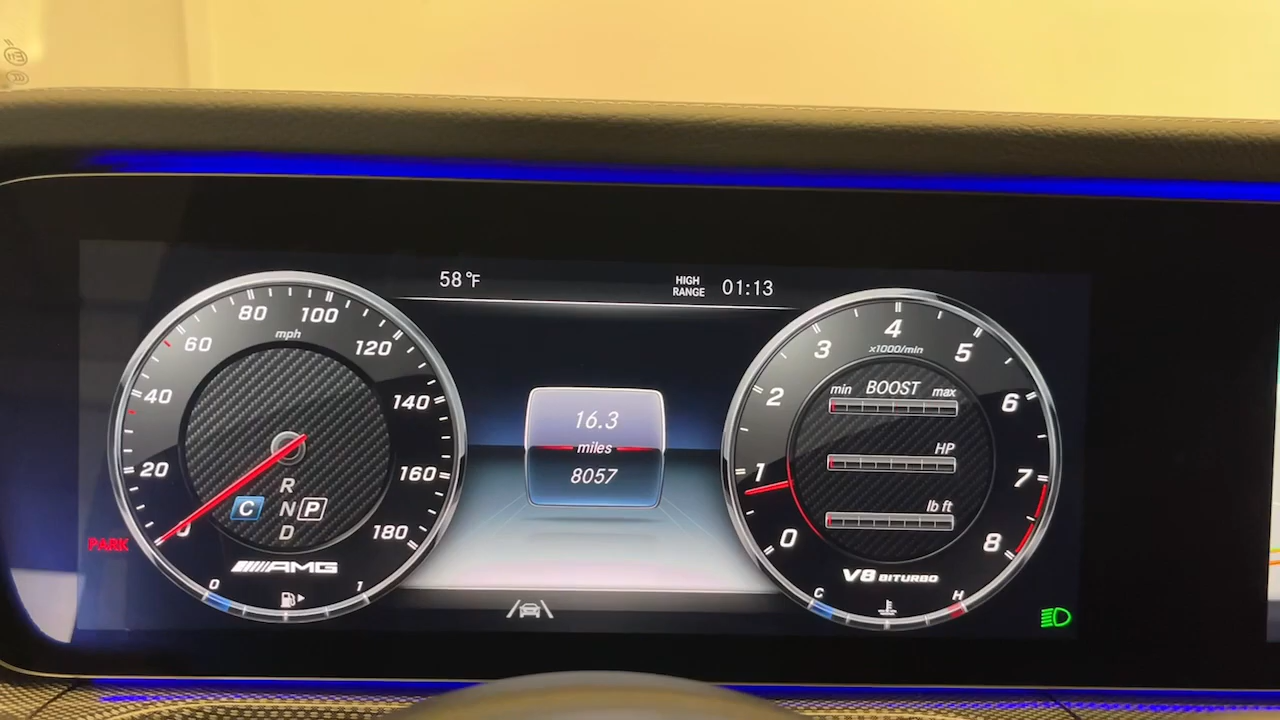 58°F
HIGH
RANGE
01:13
0
20
40
60
80
100
120
140
160
180
mph
R
C
N
P
D
PARK
AMG
0
1
16.3
miles
8057
0
1
2
3
4
5
6
7
8
x1000/min
min BOOST max
HP
lb ft
V8 BITURBO
C
H